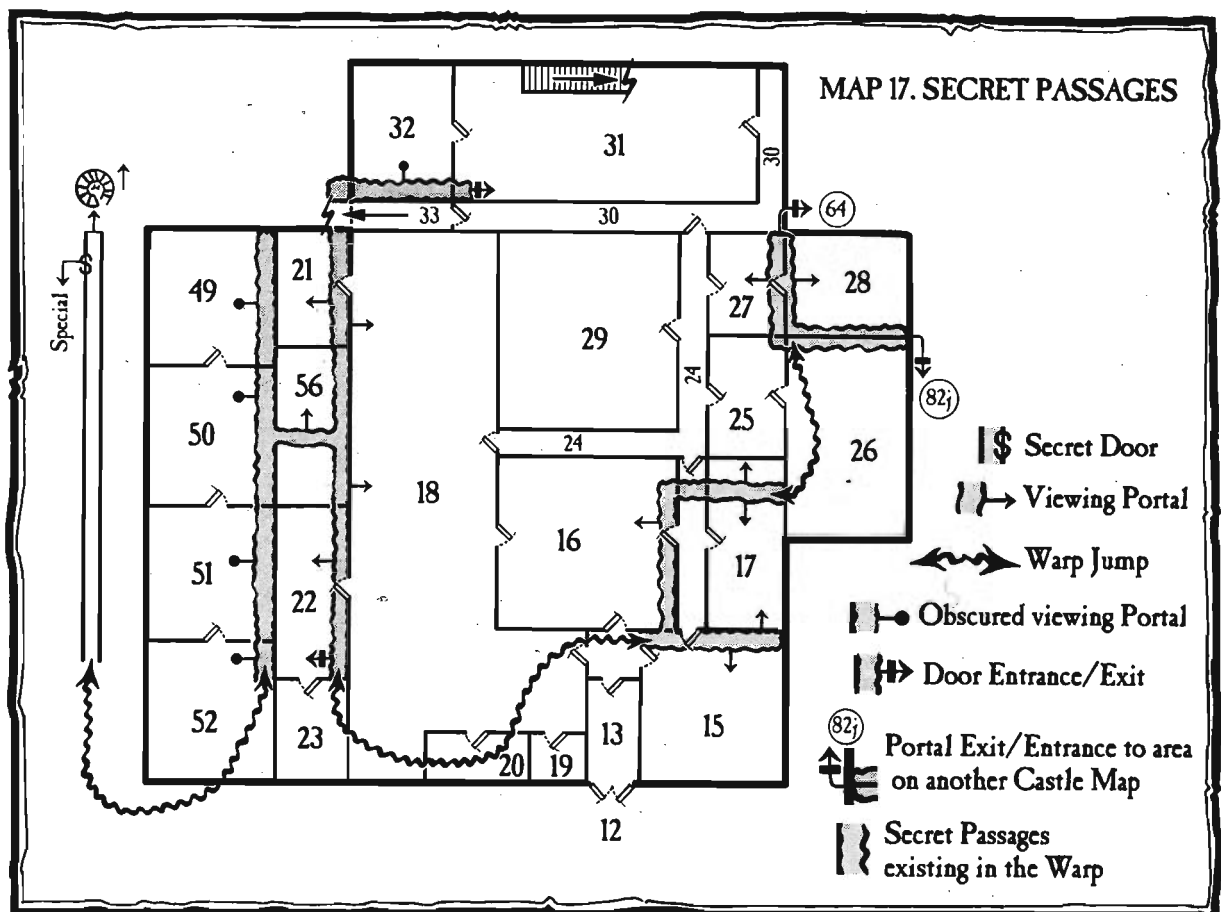 MAP 17. SECRET PASSAGES
32
31
30
64
33
30
Special
49
21
27
28
29
56
24
82j
50
25
26
24
18
16
17
51
22
52
23
13
15
20
19
12
$ Secret Door
Viewing Portal
Warp Jump
Obscured viewing Portal
Door Entrance/Exit
82j
Portal Exit/Entrance to area
on another Castle Map
Secret Passages
existing in the Warp